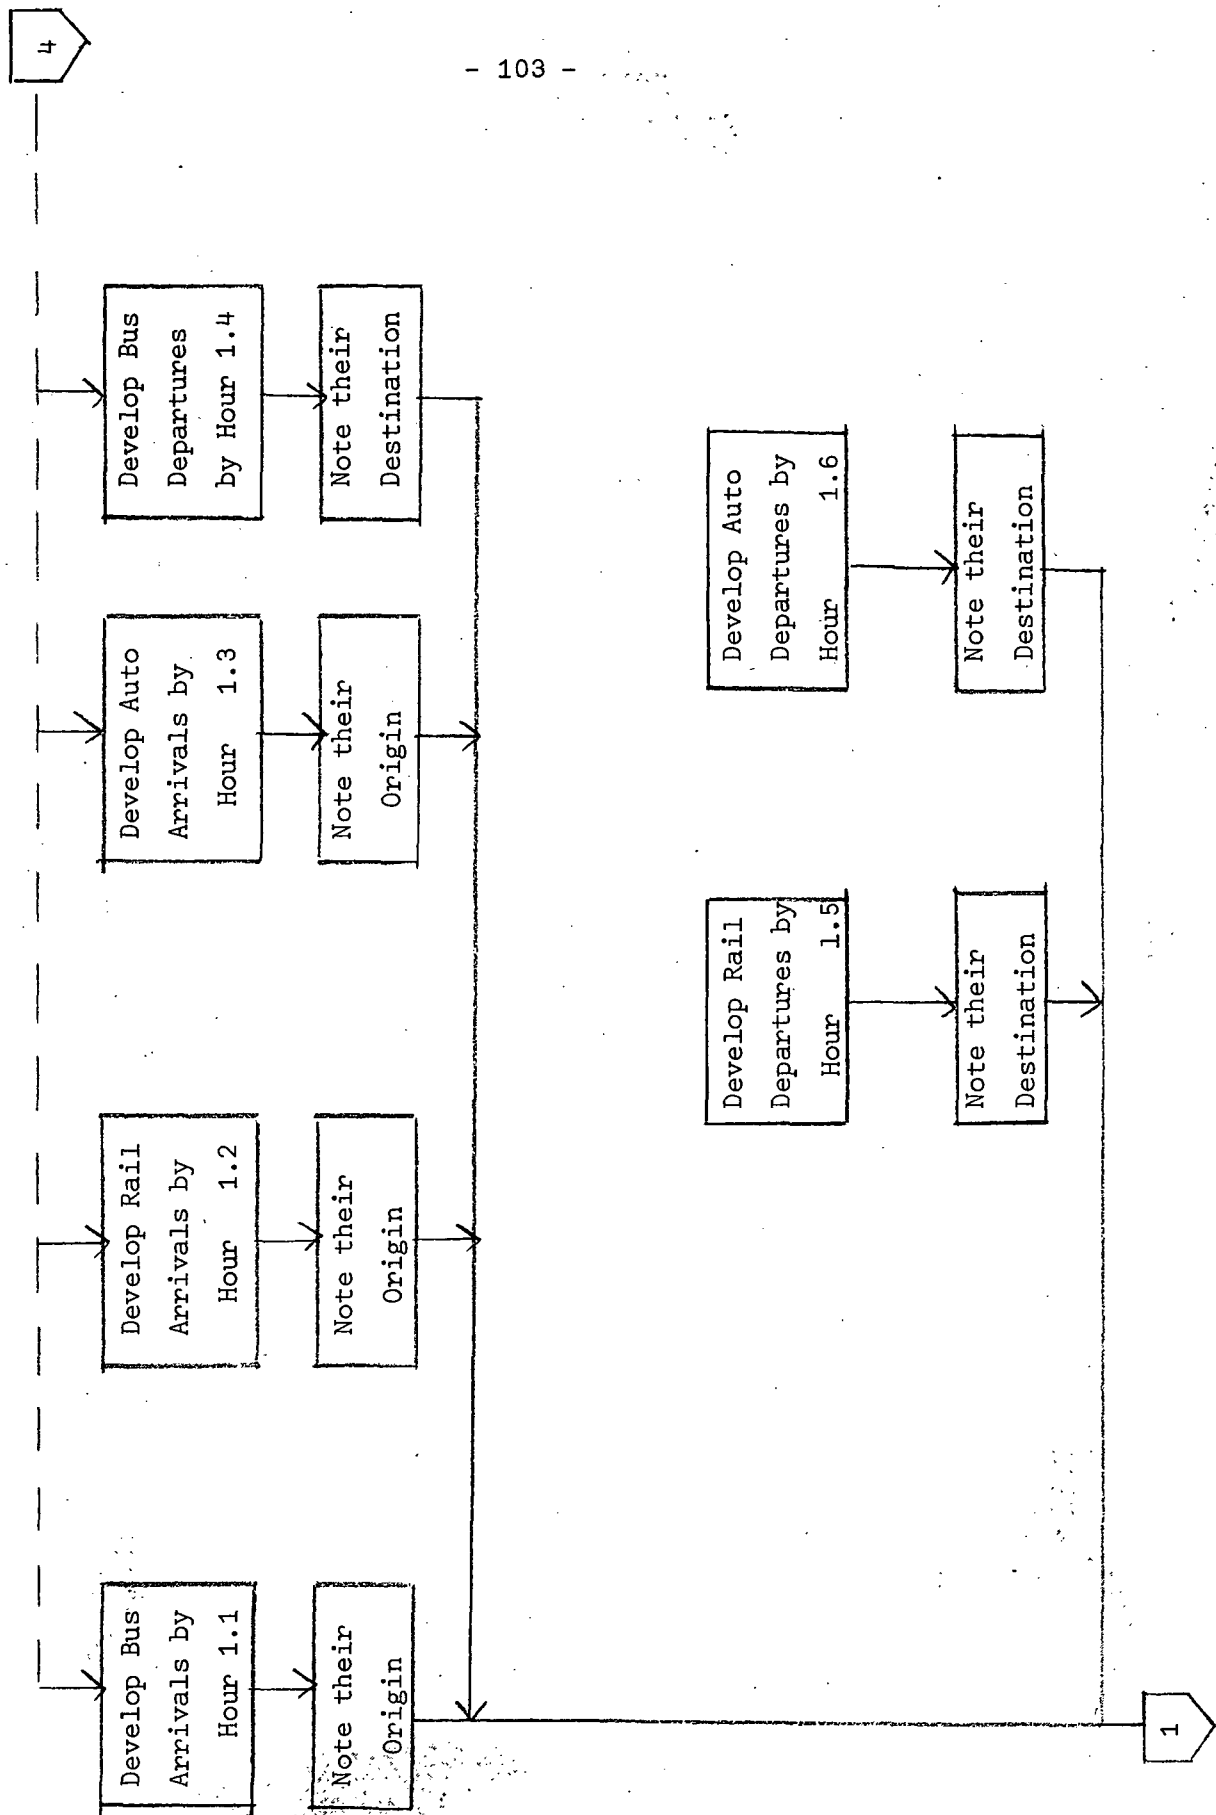 - 103 -
4
Develop Bus
Arrivals by
Hour 1.1
Note their
Origin
Develop Rail
Arrivals by
Hour 1.2
Note their
Origin
Develop Auto
Arrivals by
Hour 1.3
Note their
Origin
Develop Bus
Departures
by Hour 1.4
Note their
Destination
Develop Rail
Departures by
Hour 1.5
Note their
Destination
Develop Auto
Departures by
Hour 1.6
Note their
Destination
1